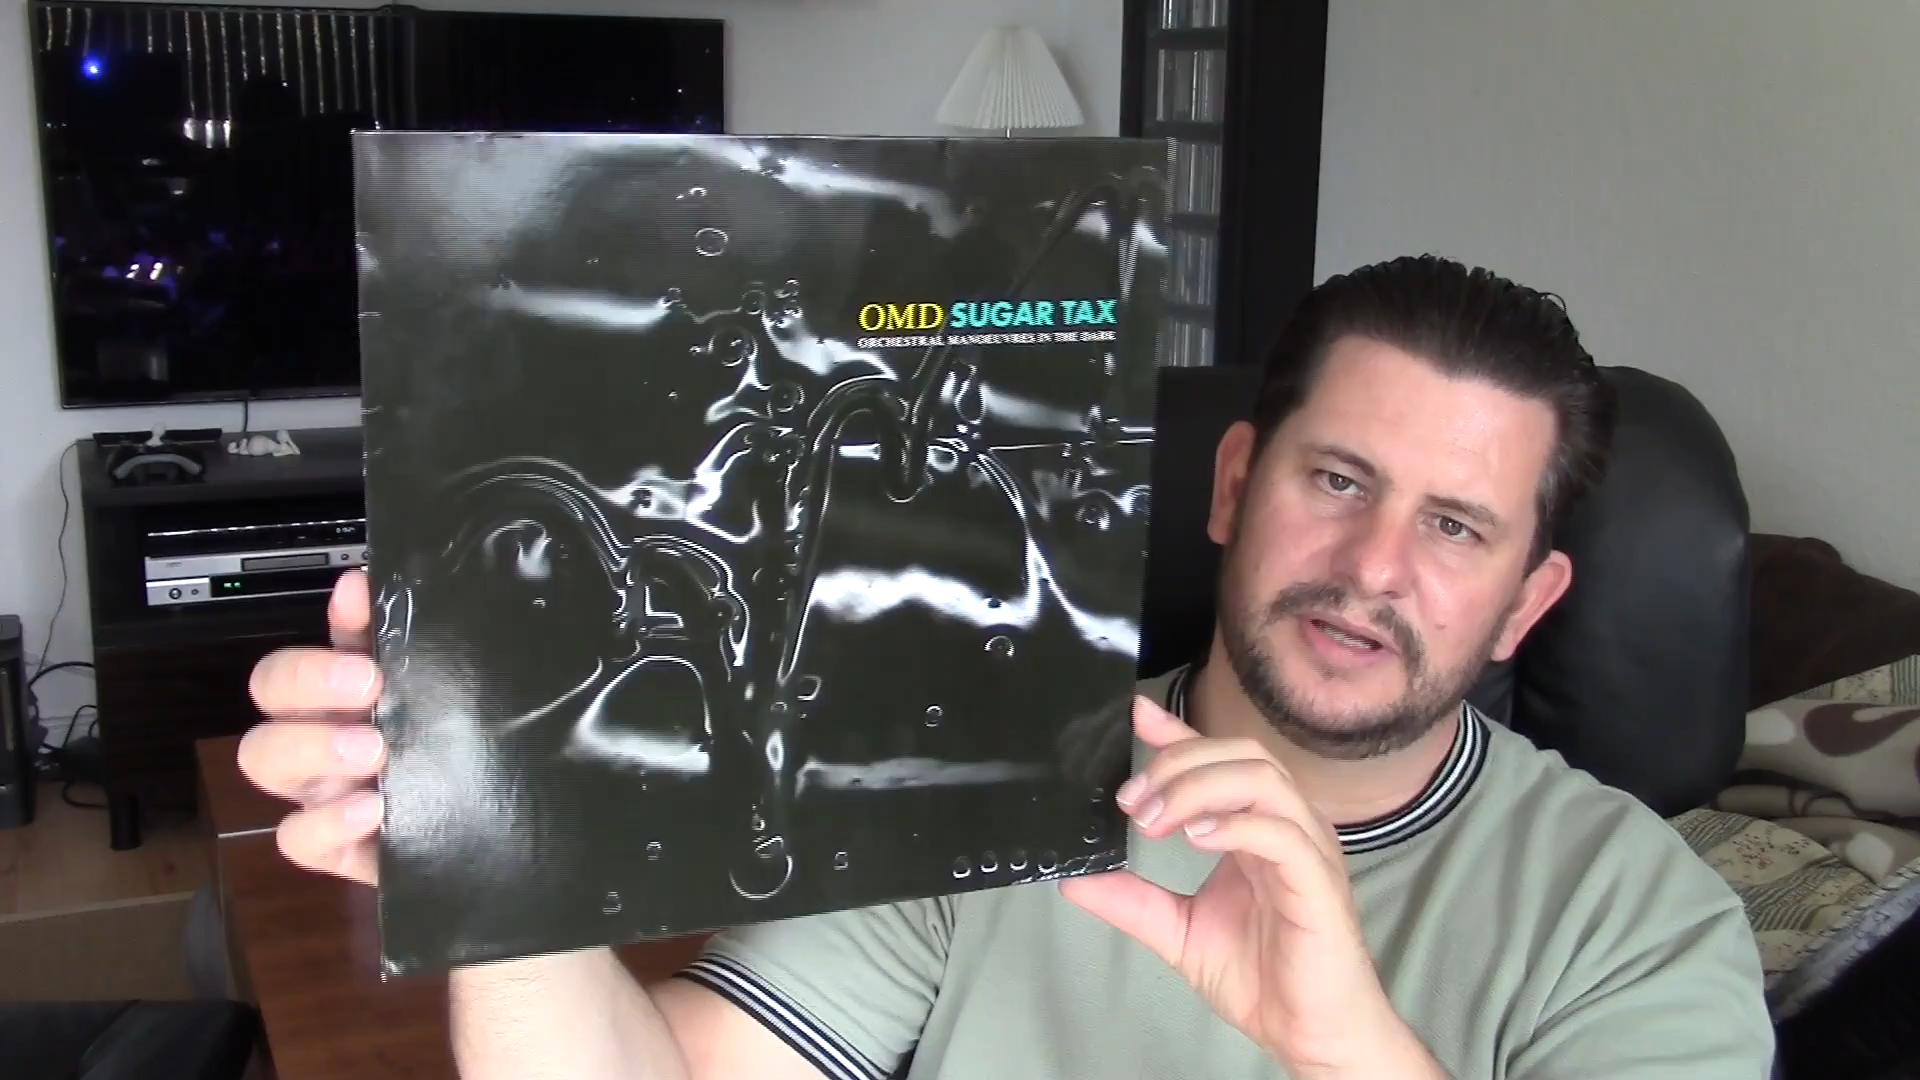 OMD SUGAR TAX
ORCHESTRAL MANOEUVRES IN THE DARK